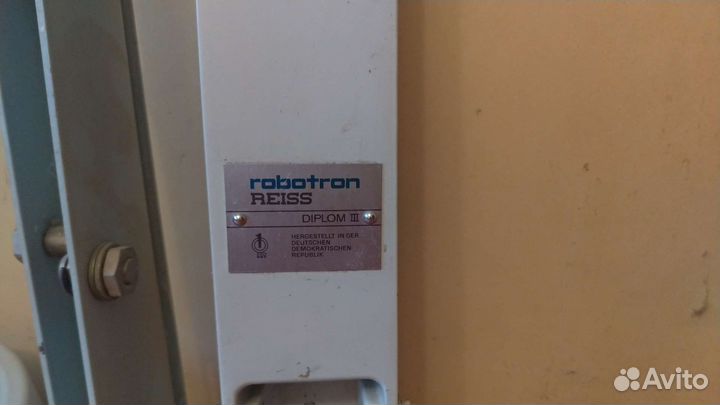 robotron
REISS
DIPLOM III
HERGESTELLT IN DER
DEUTSCHEN
DEMOKRATISCHEN
REPUBLIK
Avito